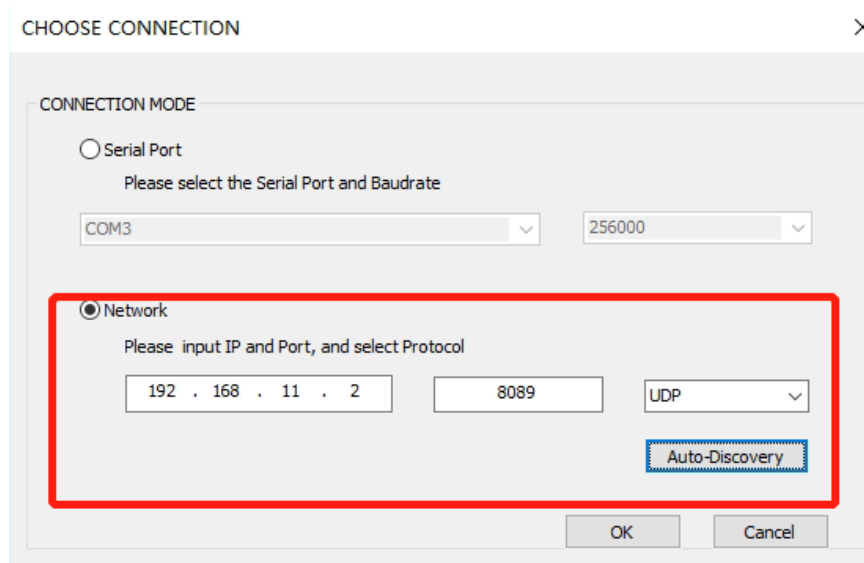 CHOOSE CONNECTION
CONNECTION MODE
Serial Port
Please select the Serial Port and Baudrate
COM3 256000
Network
Please input IP and Port, and select Protocol
192 . 168 . 11 . 2 8089 UDP
Auto-Discovery
OK Cancel